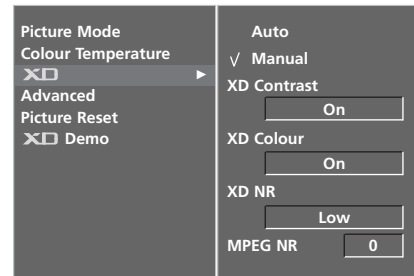 Picture Mode
Colour Temperature
XD
Advanced
Picture Reset
XD Demo
Auto
√ Manual
XD Contrast
On
XD Colour
On
XD NR
Low
MPEG NR 0